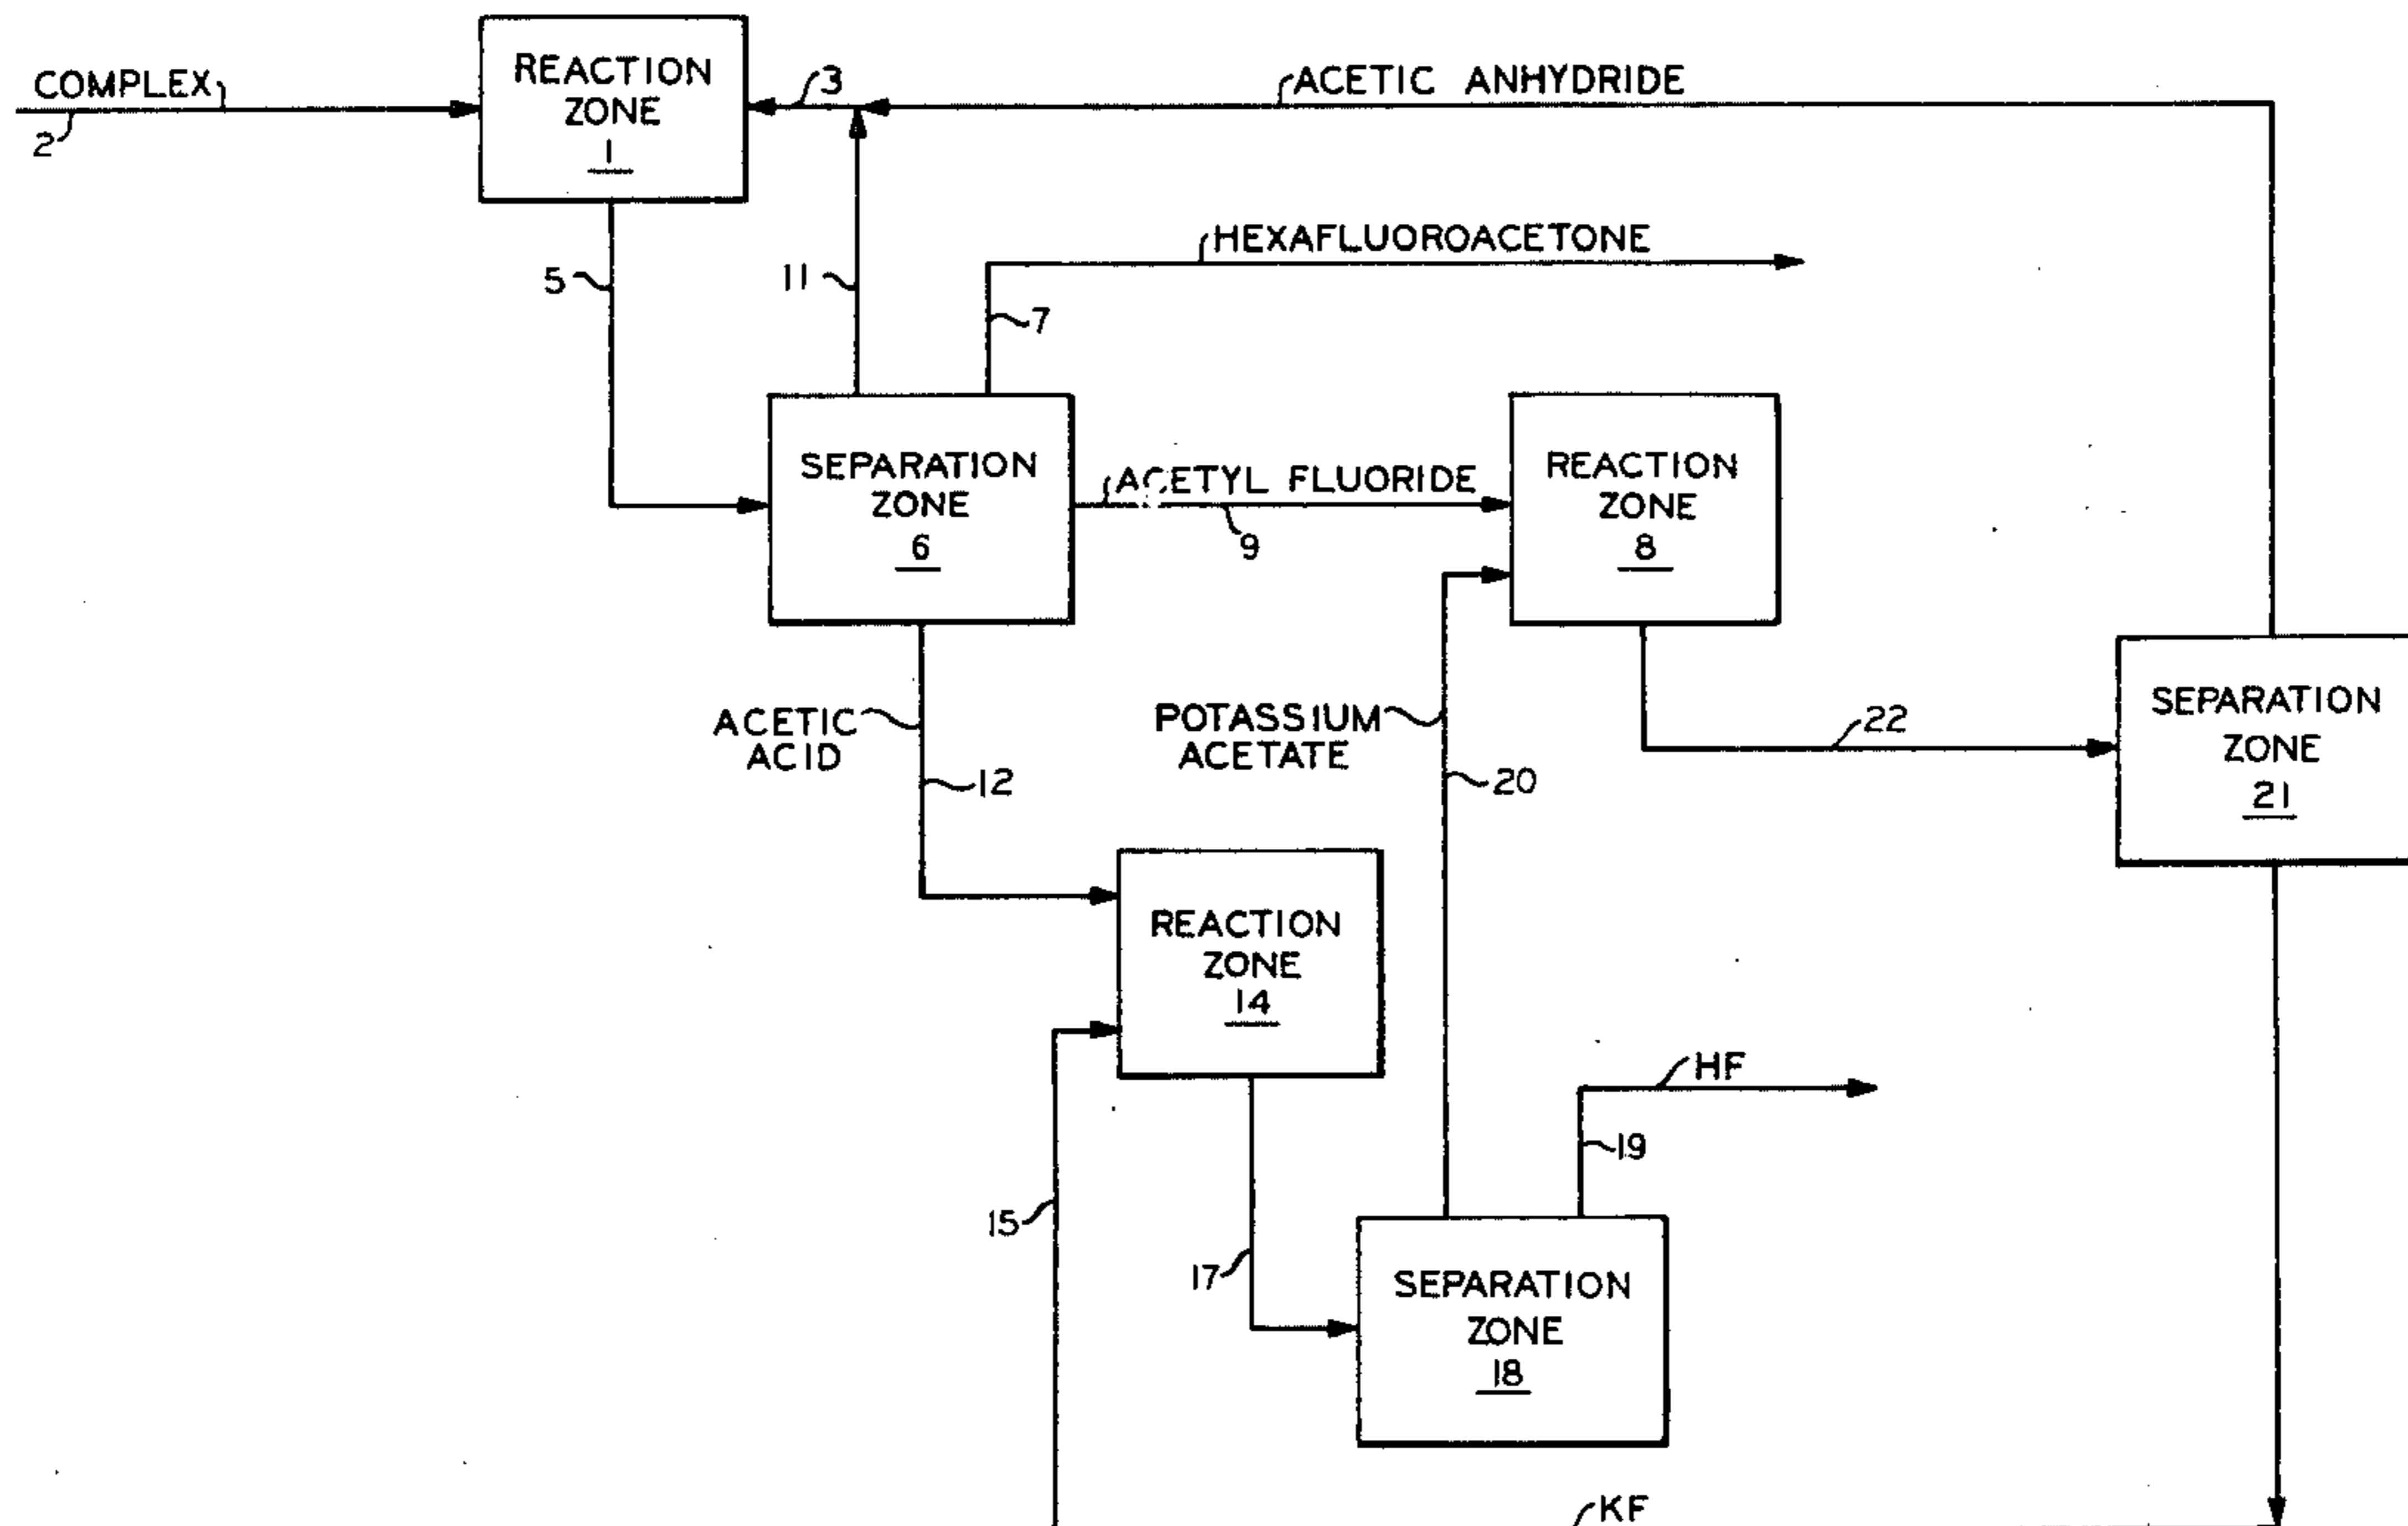 COMPLEX
2
REACTION
ZONE
1
3
ACETIC ANHYDRIDE
5
11
HEXAFLUOROACETONE
7
SEPARATION
ZONE
6
ACETYL FLUORIDE
9
REACTION
ZONE
8
ACETIC
ACID
12
POTASSIUM
ACETATE
20
22
SEPARATION
ZONE
21
REACTION
ZONE
14
15
17
HF
19
SEPARATION
ZONE
18
KF